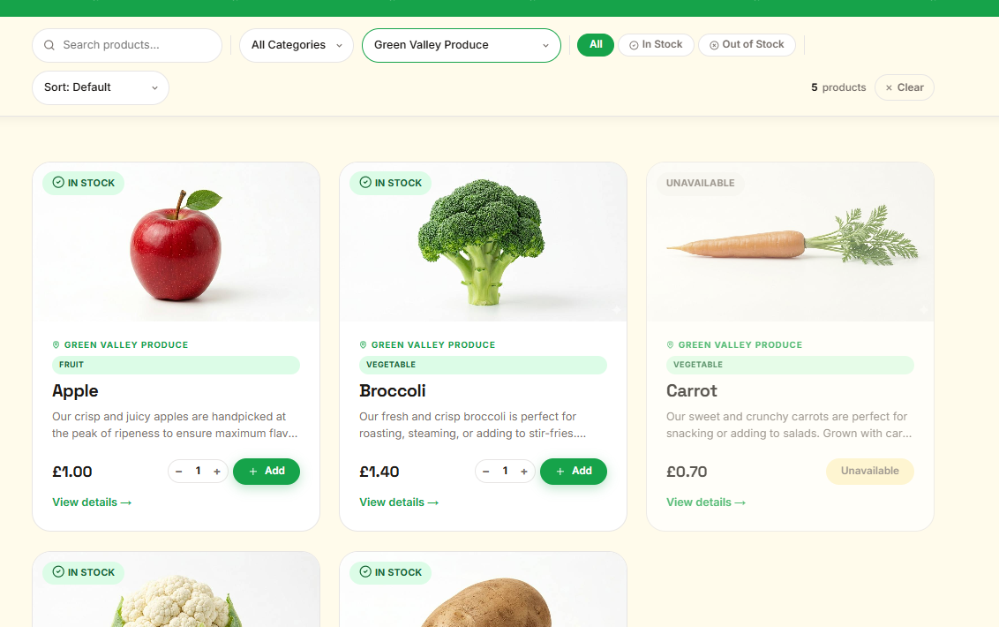 Search products...
All Categories
Green Valley Produce
All
In Stock
Out of Stock
Sort: Default
5 products
Clear
IN STOCK
GREEN VALLEY PRODUCE
FRUIT
Apple
Our crisp and juicy apples are handpicked at
the peak of ripeness to ensure maximum flav...
£1.00
− 1 +
+ Add
View details →
IN STOCK
GREEN VALLEY PRODUCE
VEGETABLE
Broccoli
Our fresh and crisp broccoli is perfect for
roasting, steaming, or adding to stir-fries....
£1.40
− 1 +
+ Add
View details →
UNAVAILABLE
GREEN VALLEY PRODUCE
VEGETABLE
Carrot
Our sweet and crunchy carrots are perfect for
snacking or adding to salads. Grown with car...
£0.70
Unavailable
View details →
IN STOCK
IN STOCK